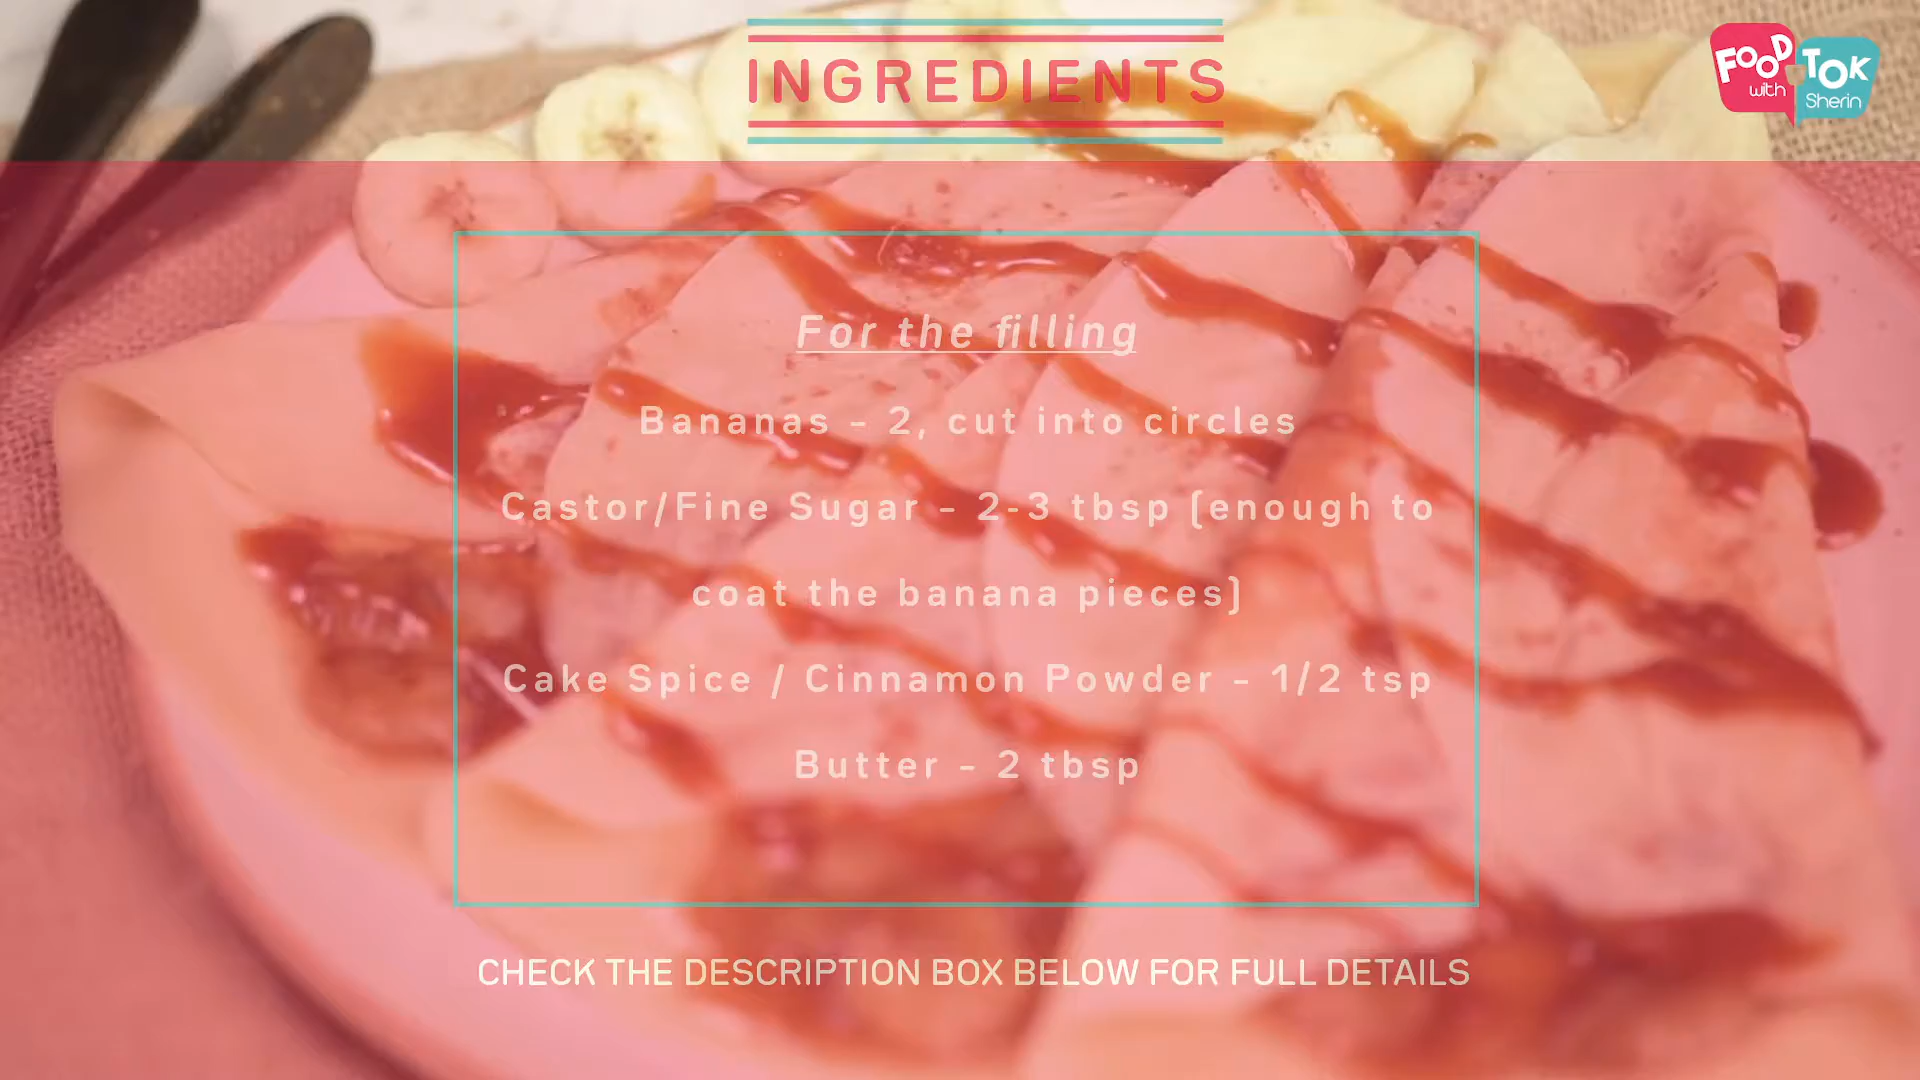 INGREDIENTS
FOOD TOK
with Sherin
For the filling
Bananas - 2, cut into circles
Castor/Fine Sugar - 2-3 tbsp (enough to
coat the banana pieces)
Cake Spice / Cinnamon Powder - 1/2 tsp
Butter - 2 tbsp
CHECK THE DESCRIPTION BOX BELOW FOR FULL DETAILS